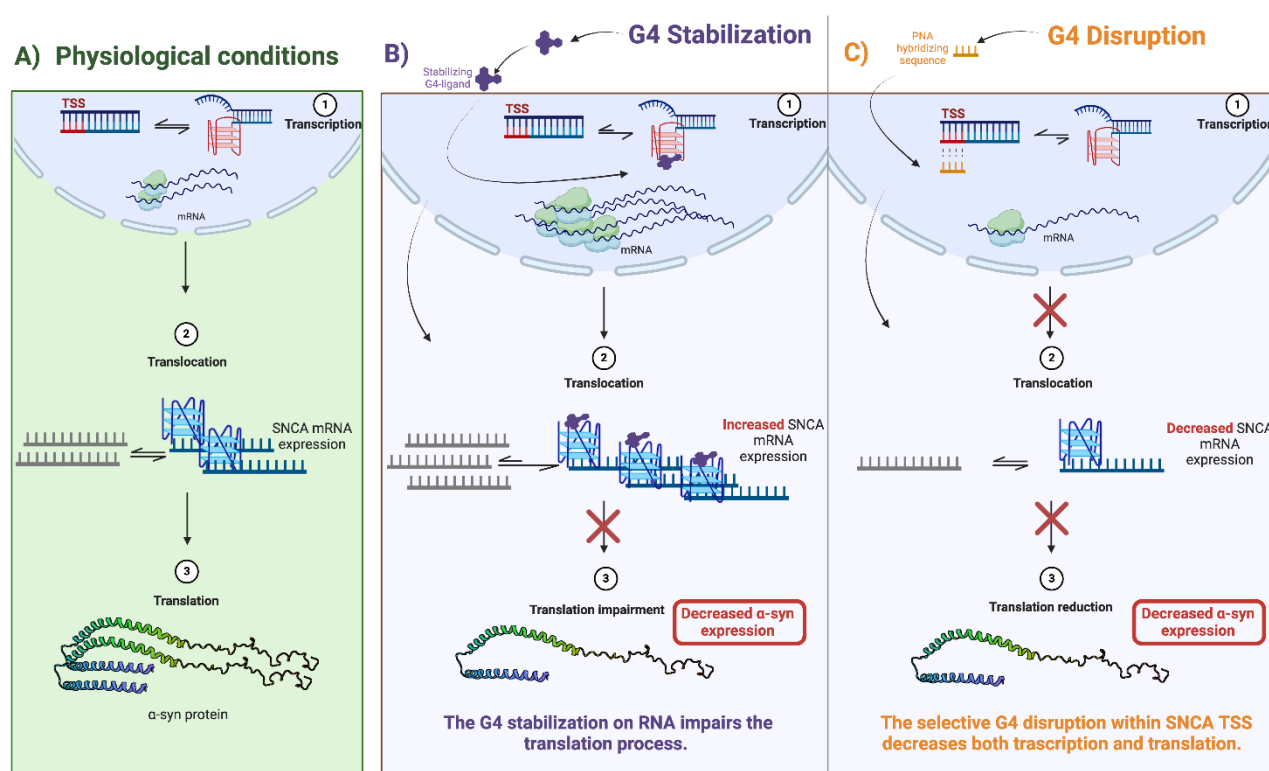 A) Physiological conditions
TSS
1
Transcription
mRNA
2
Translocation
SNCA mRNA
expression
3
Translation
α-syn protein
B)
G4 Stabilization
Stabilizing
G4-ligand
TSS
1
Transcription
mRNA
2
Translocation
Increased SNCA
mRNA
expression
3
Translation impairment
Decreased α-syn
expression
The G4 stabilization on RNA impairs the
translation process.
C)
G4 Disruption
PNA
hybridizing
sequence
TSS
1
Transcription
mRNA
2
Translocation
Decreased SNCA
mRNA
expression
3
Translation reduction
Decreased α-syn
expression
The selective G4 disruption within SNCA TSS
decreases both trascription and translation.